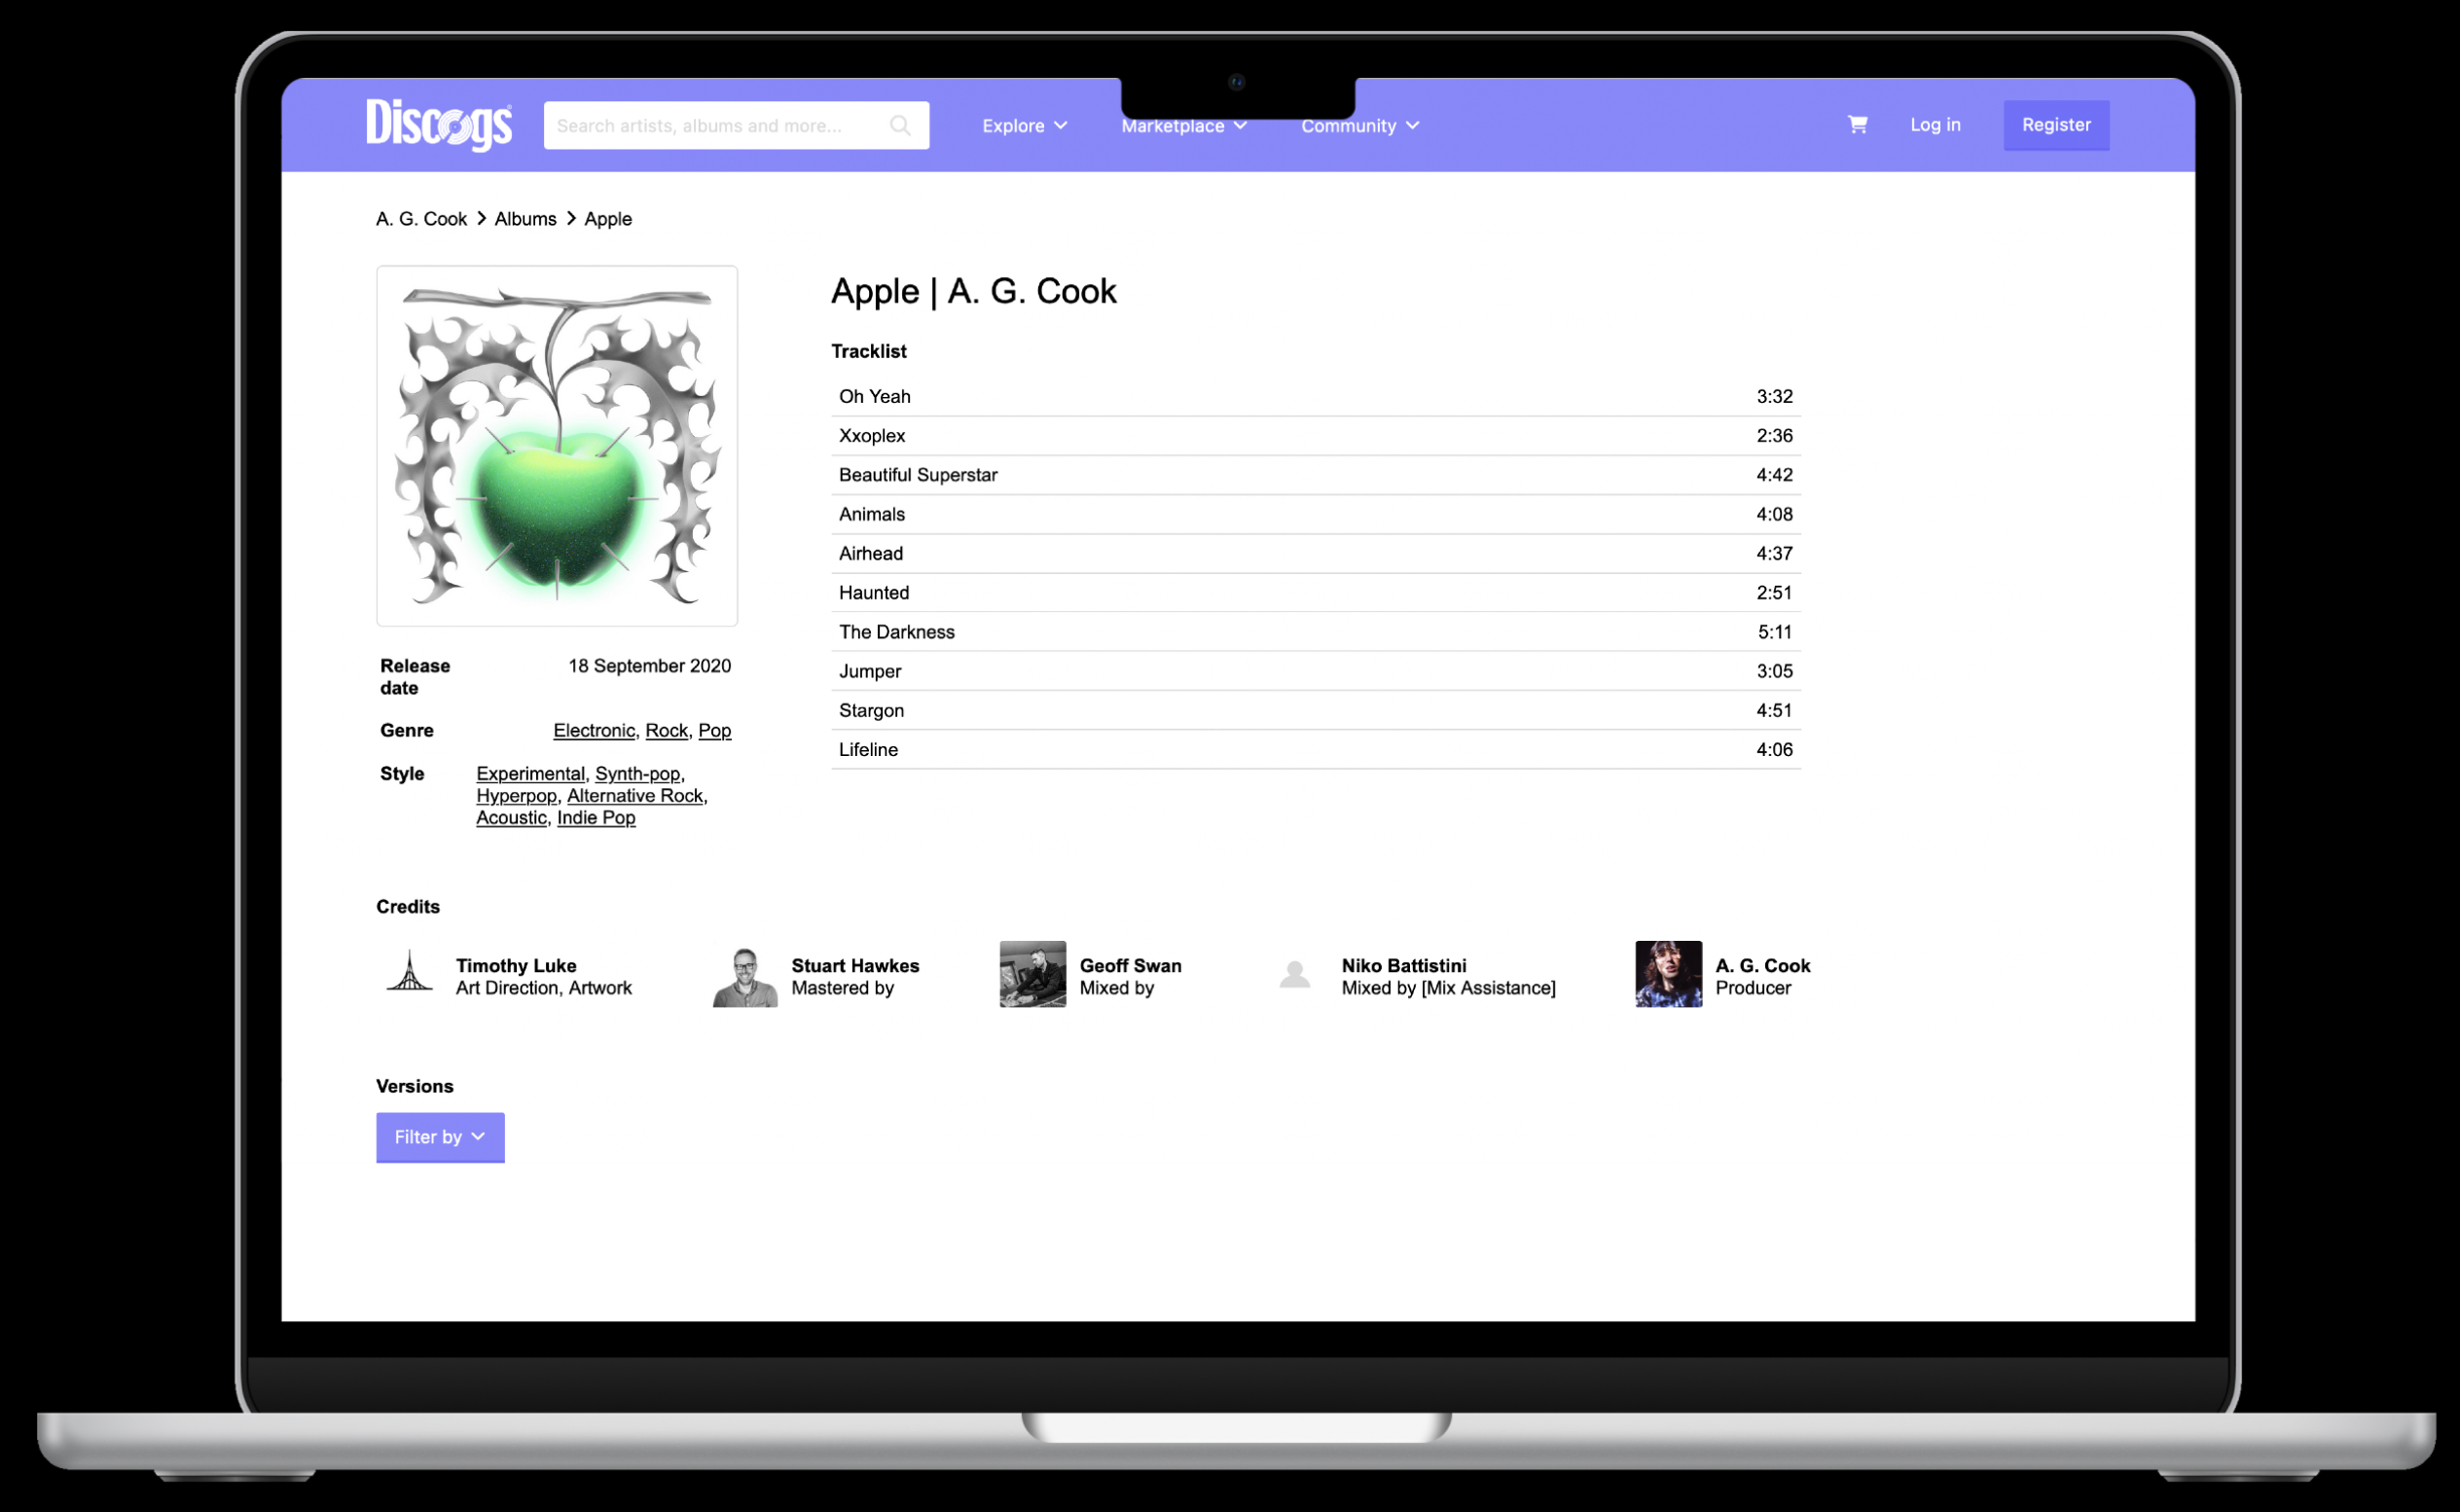 Discogs
Search artists, albums and more...
Explore
Marketplace
Community
Log in
Register
A. G. Cook > Albums > Apple
Apple | A. G. Cook
Tracklist
Oh Yeah 3:32
Xxoplex 2:36
Beautiful Superstar 4:42
Animals 4:08
Airhead 4:37
Haunted 2:51
The Darkness 5:11
Jumper 3:05
Stargon 4:51
Lifeline 4:06
Release 18 September 2020
date
Genre Electronic, Rock, Pop
Style Experimental, Synth-pop,
Hyperpop, Alternative Rock,
Acoustic, Indie Pop
Credits
Timothy Luke
Art Direction, Artwork
Stuart Hawkes
Mastered by
Geoff Swan
Mixed by
Niko Battistini
Mixed by [Mix Assistance]
A. G. Cook
Producer
Versions
Filter by